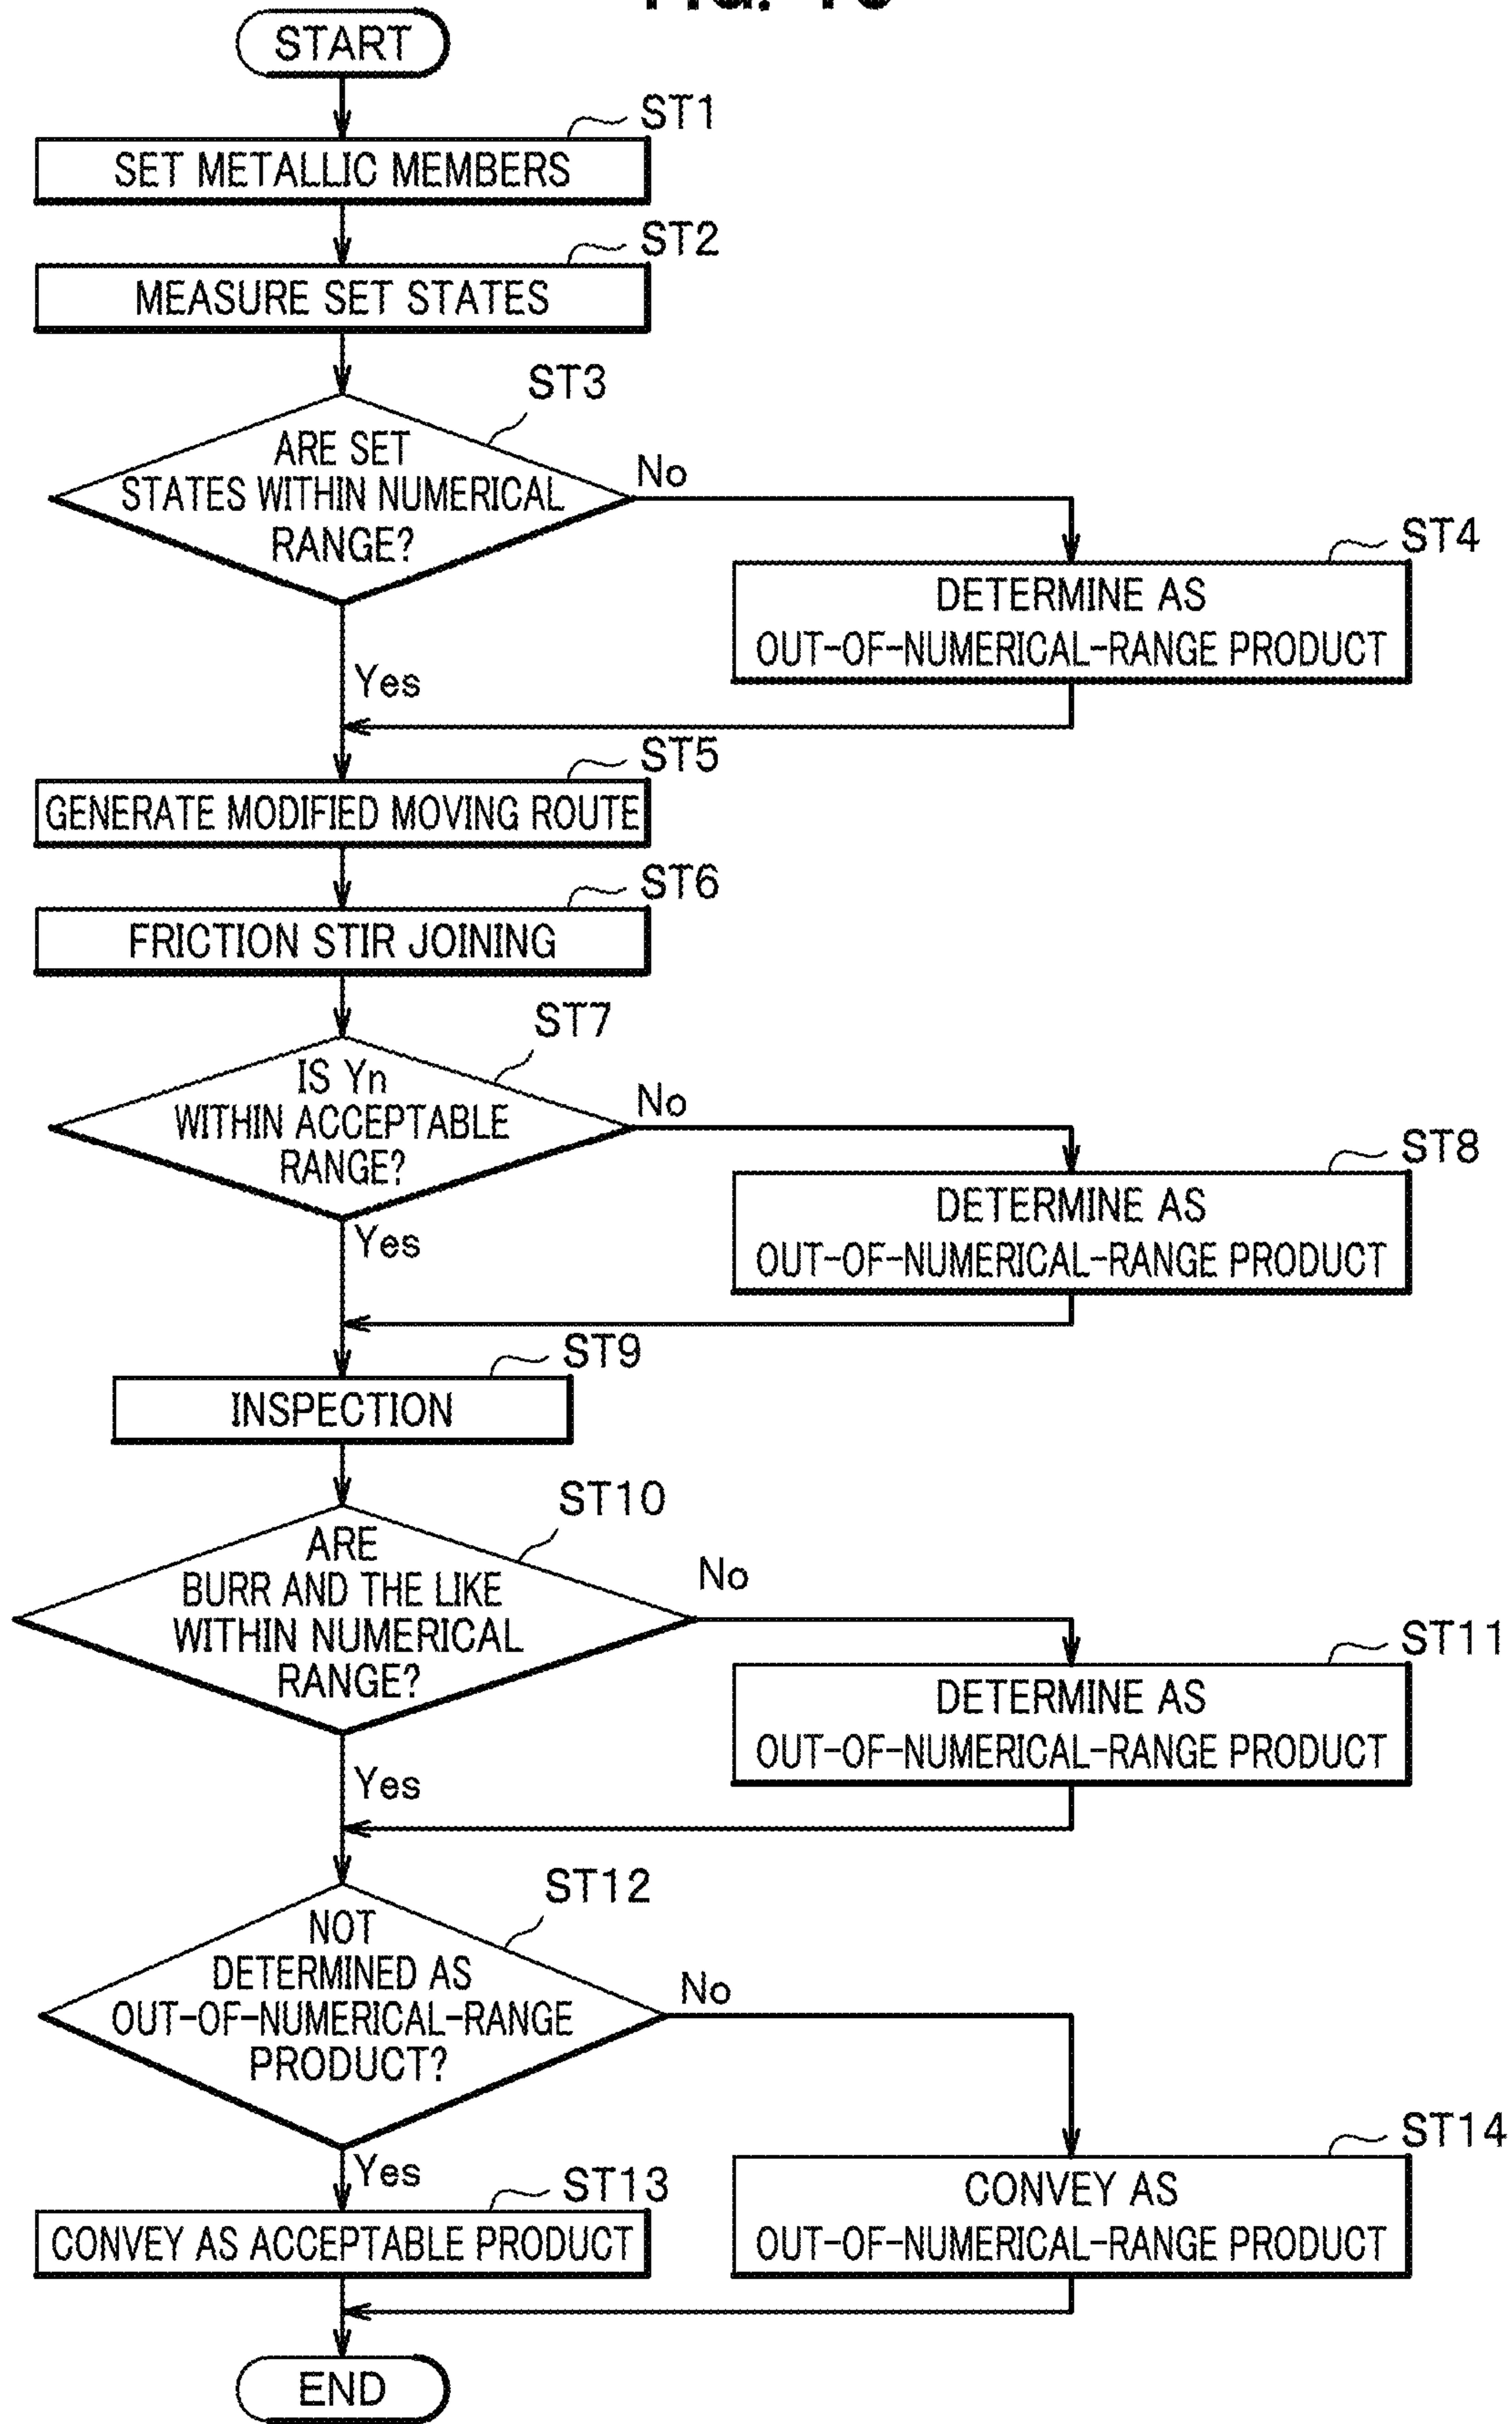 START
ST1
SET METALLIC MEMBERS
ST2
MEASURE SET STATES
ST3
ARE SET
STATES WITHIN NUMERICAL
RANGE?
No
ST4
DETERMINE AS
OUT-OF-NUMERICAL-RANGE PRODUCT
Yes
ST5
GENERATE MODIFIED MOVING ROUTE
ST6
FRICTION STIR JOINING
ST7
IS Yn
WITHIN ACCEPTABLE
RANGE?
No
ST8
DETERMINE AS
OUT-OF-NUMERICAL-RANGE PRODUCT
Yes
ST9
INSPECTION
ST10
ARE
BURR AND THE LIKE
WITHIN NUMERICAL
RANGE?
No
ST11
DETERMINE AS
OUT-OF-NUMERICAL-RANGE PRODUCT
Yes
ST12
NOT
DETERMINED AS
OUT-OF-NUMERICAL-RANGE
PRODUCT?
No
ST14
CONVEY AS
OUT-OF-NUMERICAL-RANGE PRODUCT
Yes
ST13
CONVEY AS ACCEPTABLE PRODUCT
END